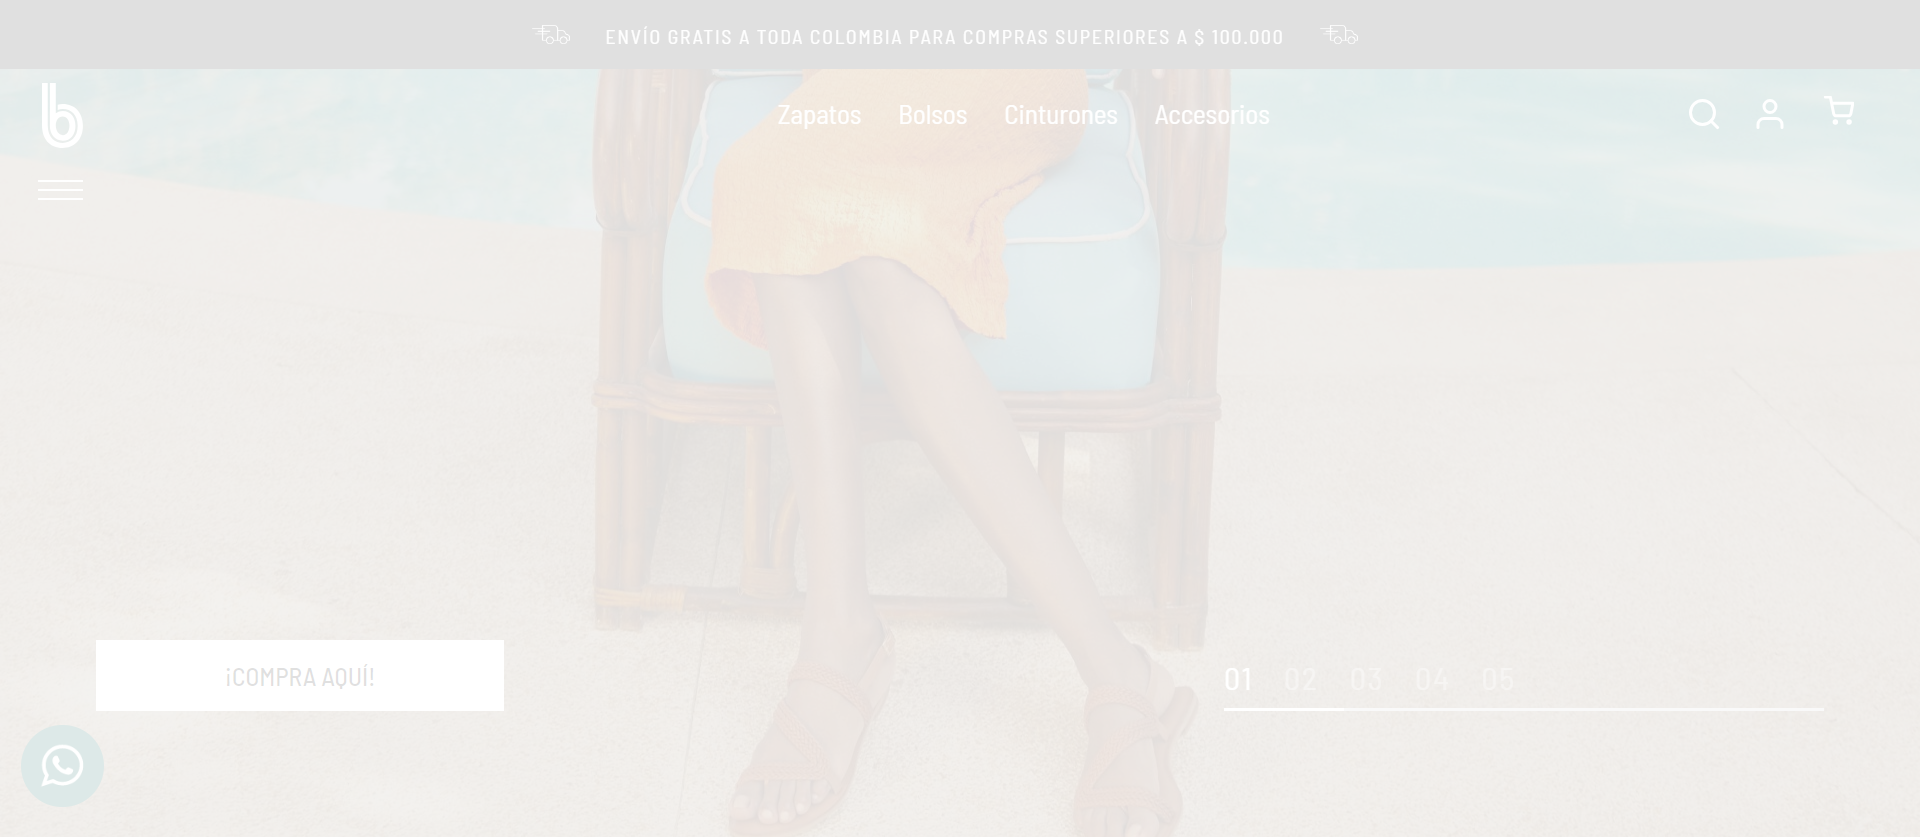 ENVÍO GRATIS A TODA COLOMBIA PARA COMPRAS SUPERIORES A $ 100.000
b
Zapatos Bolsos Cinturones Accesorios
¡COMPRA AQUÍ!
01 02 03 04 05